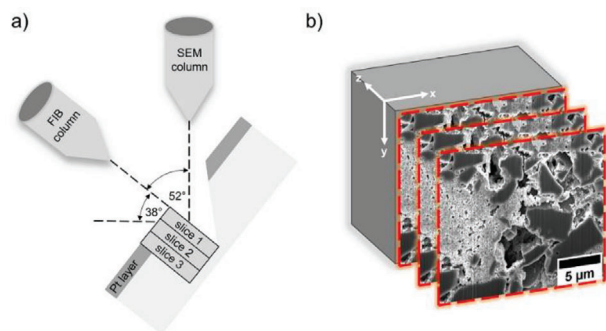 a)
SEM
column
FIB
column
52°
38°
slice 1
slice 2
slice 3
Pt layer
b)
z
x
y
5 µm